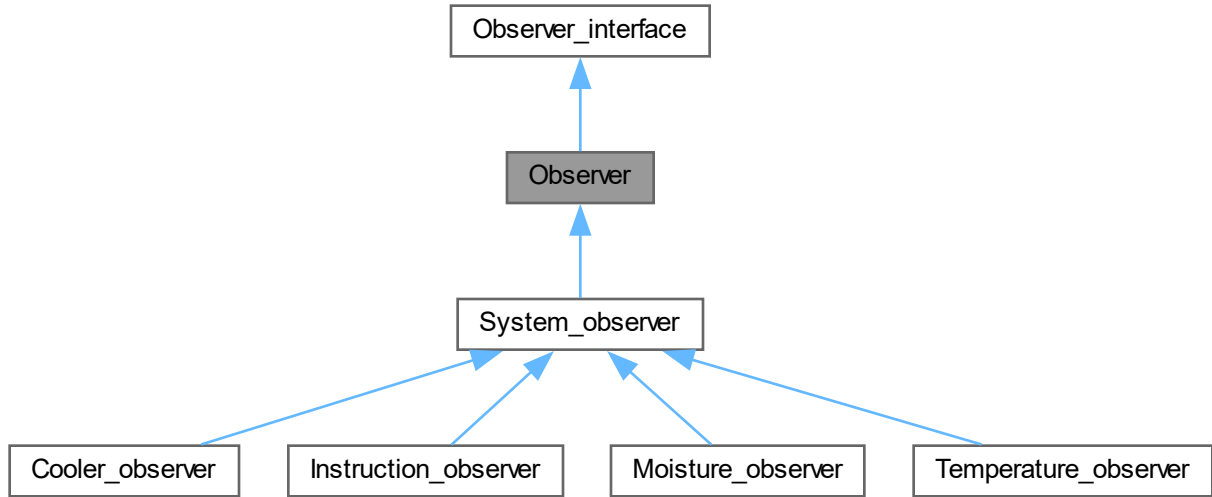 Observer_interface
Observer
System_observer
Cooler_observer
Instruction_observer
Moisture_observer
Temperature_observer